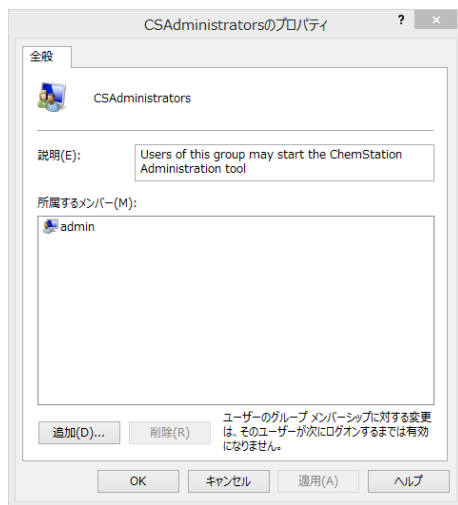 CSAdministratorsのプロパティ
?
×
全般
CSAdministrators
説明(E):
Users of this group may start the ChemStation
Administration tool
所属するメンバー(M):
admin
追加(D)...
削除(R)
ユーザーのグループ メンバーシップに対する変更
は、そのユーザーが次にログオンするまでは有効
になりません。
OK
キャンセル
適用(A)
ヘルプ